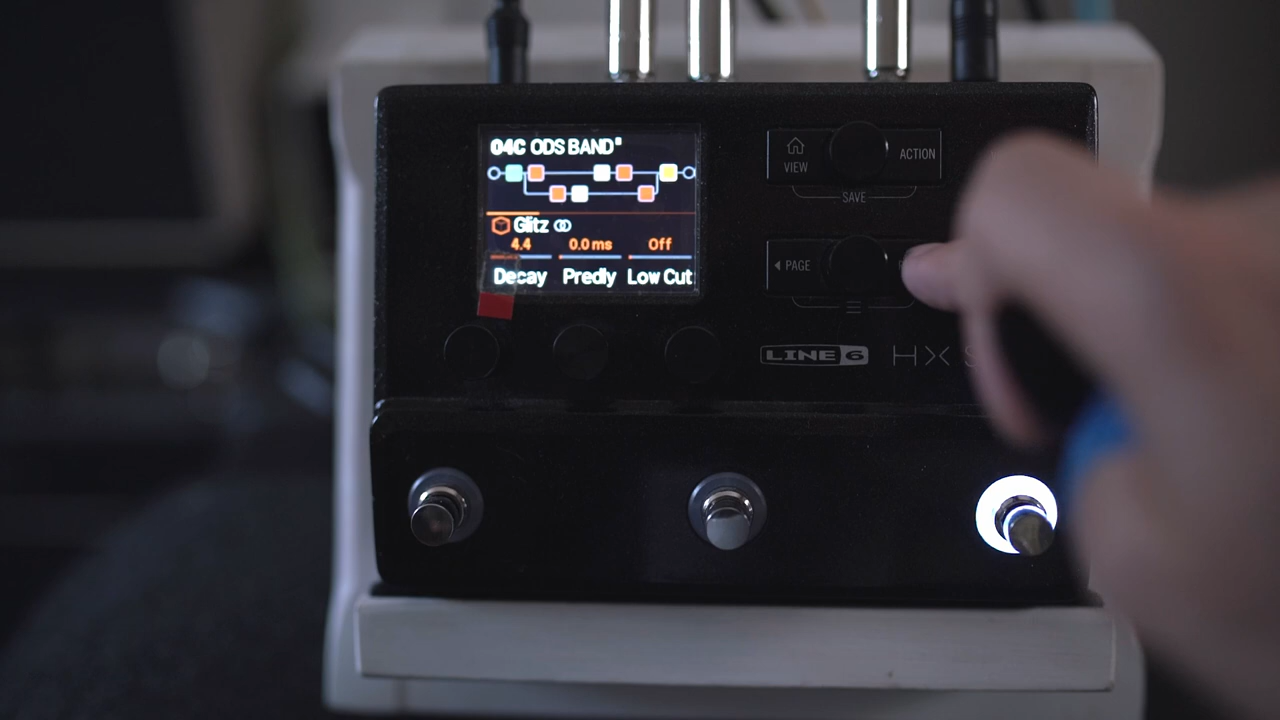 04C ODS BAND
Glitz
4.4 0.0 ms Off
Decay Predly Low Cut
VIEW
ACTION
SAVE
PAGE
LINE 6 HX